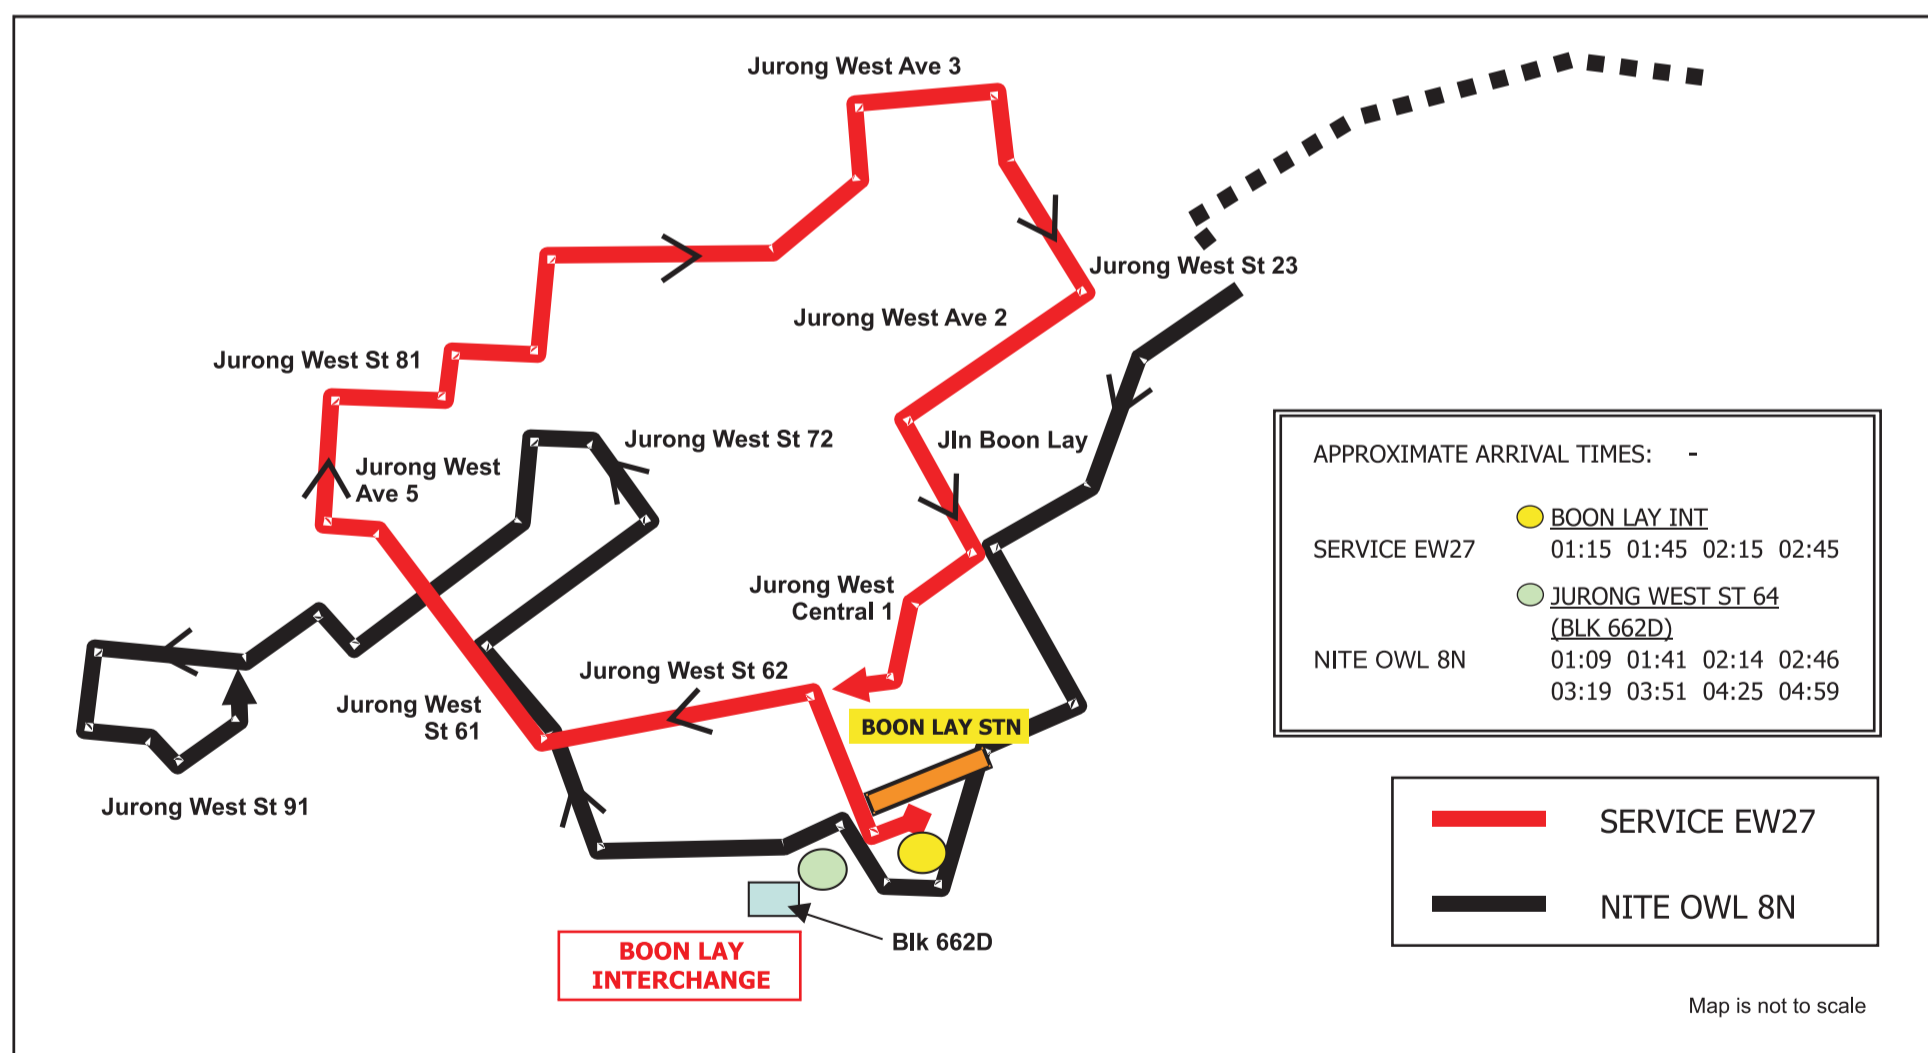 Jurong West Ave 3
Jurong West St 23
Jurong West Ave 2
Jurong West St 81
Jurong West St 72
Jln Boon Lay
Jurong West
Ave 5
APPROXIMATE ARRIVAL TIMES: -
BOON LAY INT
SERVICE EW27 01:15 01:45 02:15 02:45
JURONG WEST ST 64
(BLK 662D)
NITE OWL 8N 01:09 01:41 02:14 02:46
03:19 03:51 04:25 04:59
Jurong West
Central 1
Jurong West St 62
Jurong West
St 61
BOON LAY STN
Jurong West St 91
SERVICE EW27
NITE OWL 8N
Blk 662D
BOON LAY
INTERCHANGE
Map is not to scale